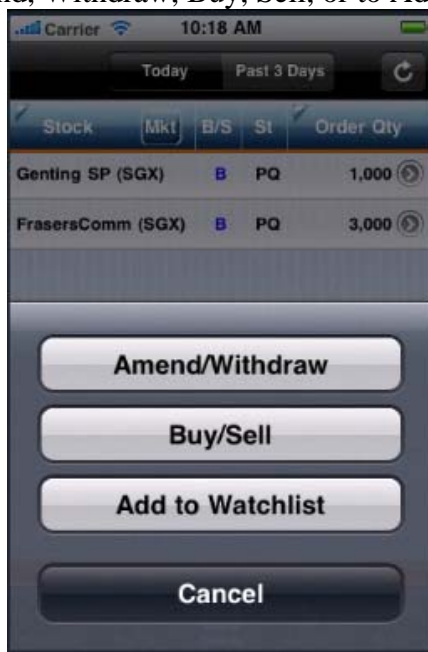 nd, Withdraw, Buy, Sell, or to Ad
Carrier 10:18 AM
Today Past 3 Days
Stock Mkt B/S St Order Qty
Genting SP (SGX) B PQ 1,000
FrasersComm (SGX) B PQ 3,000
Amend/Withdraw
Buy/Sell
Add to Watchlist
Cancel